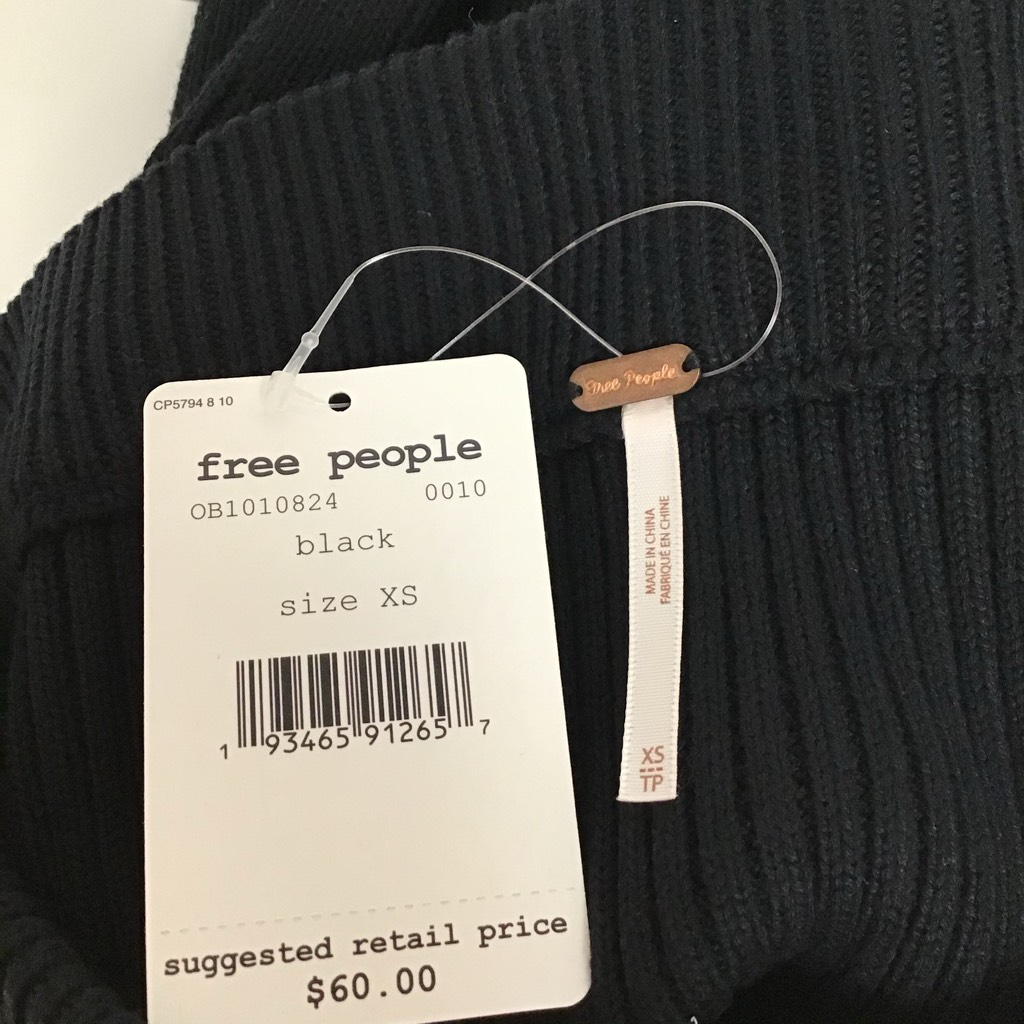 CP5794 8 10
free people
OB1010824 0010
black
size XS
1 93465 91265 7
suggested retail price
$60.00
Free People
MADE IN CHINA
FABRIQUÉ EN CHINE
XS
TP